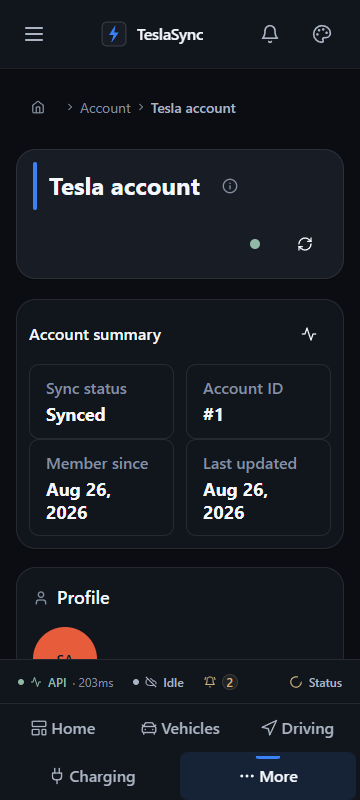 TeslaSync
Account
Tesla account
Tesla account
Account summary
Sync status
Synced
Account ID
#1
Member since
Aug 26,
2026
Last updated
Aug 26,
2026
Profile
API · 203ms
Idle
2
Status
Home
Vehicles
Driving
Charging
More